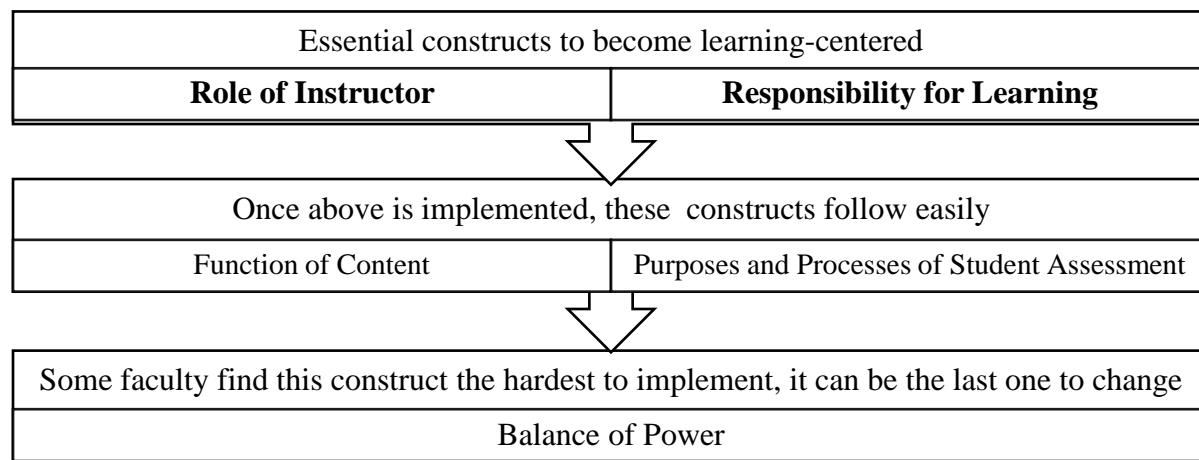 Essential constructs to become learning-centered
Role of Instructor
Responsibility for Learning
Once above is implemented, these constructs follow easily
Function of Content
Purposes and Processes of Student Assessment
Some faculty find this construct the hardest to implement, it can be the last one to change
Balance of Power